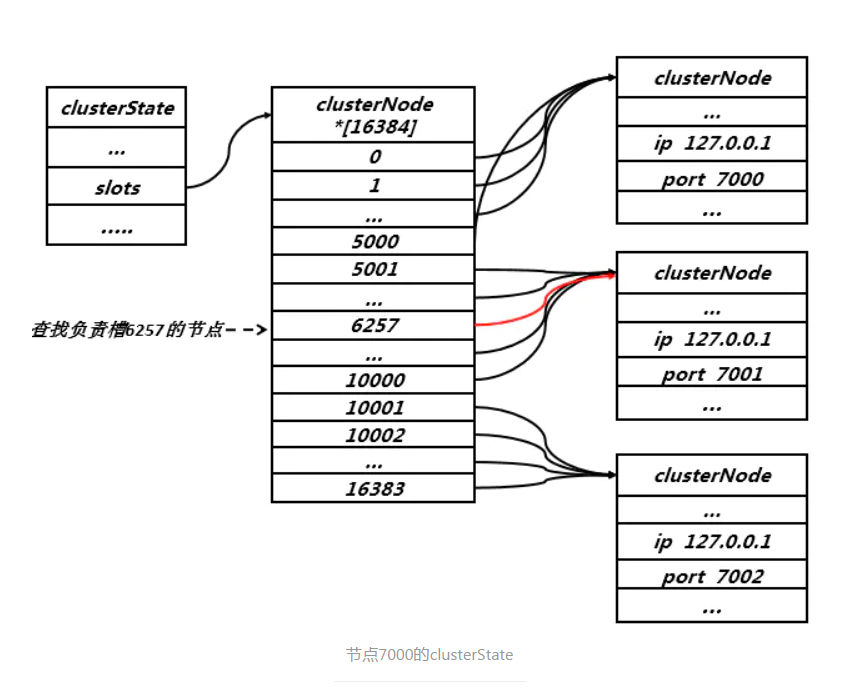 clusterState
...
slots
.....
clusterNode
*[16384]
0
1
...
5000
5001
...
查找负责槽6257的节点
6257
...
10000
10001
10002
...
16383
clusterNode
...
ip 127.0.0.1
port 7000
...
clusterNode
...
ip 127.0.0.1
port 7001
...
clusterNode
...
ip 127.0.0.1
port 7002
...
节点7000的clusterState